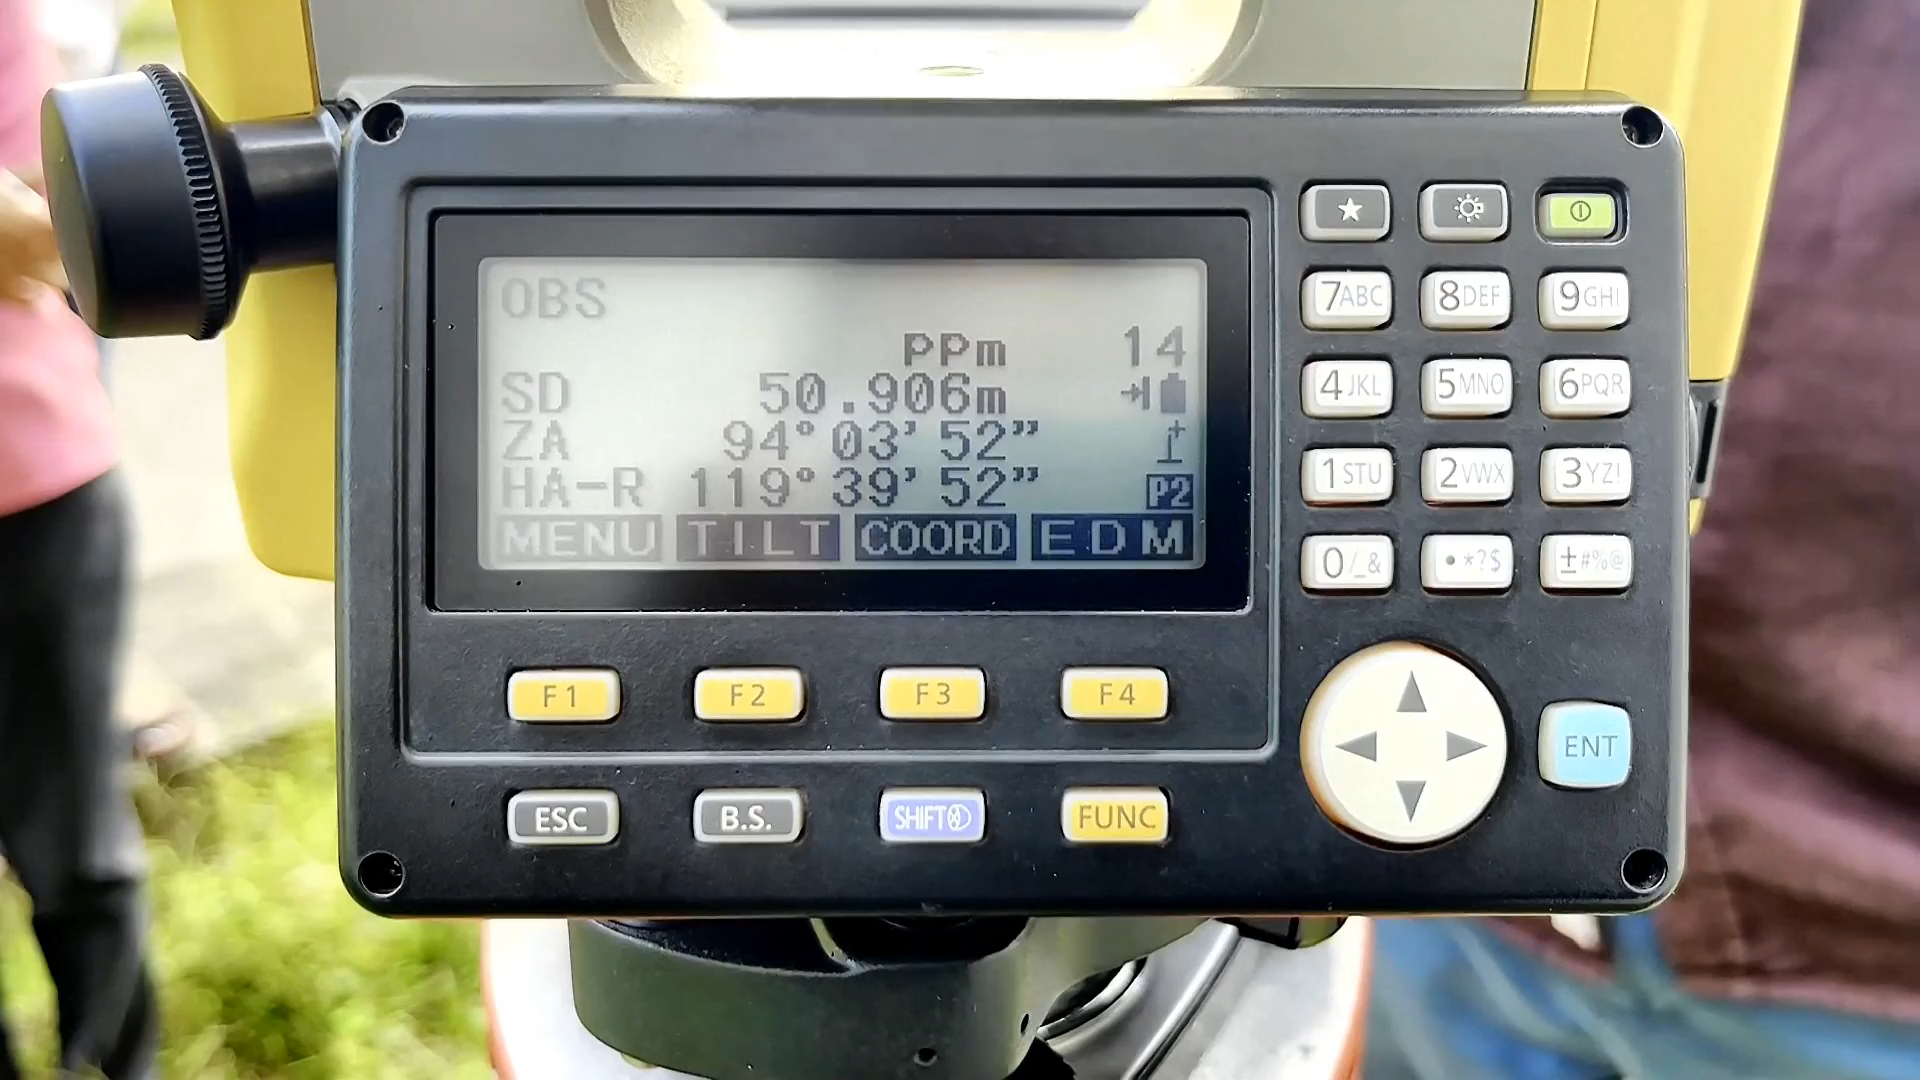 OBS
PPm 14
SD 50.906m
ZA 94°03'52"
HA-R 119°39'52"
P2
MENU TILT COORD EDM
7ABC 8DEF 9GHI
4JKL 5MNO 6PQR
1STU 2VWX 3YZ!
0/_& •*?$ ±#%@
F1 F2 F3 F4
ENT
ESC B.S. SHIFT FUNC